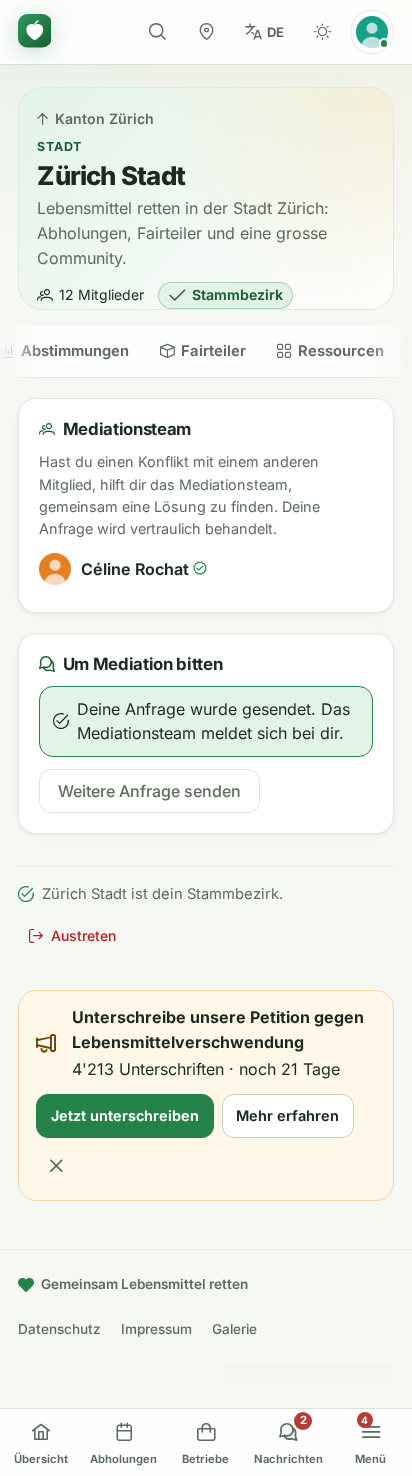 DE
Kanton Zürich
STADT
Zürich Stadt
Lebensmittel retten in der Stadt Zürich:
Abholungen, Fairteiler und eine grosse
Community.
12 Mitglieder Stammbezirk
Abstimmungen Fairteiler Ressourcen
Mediationsteam
Hast du einen Konflikt mit einem anderen
Mitglied, hilft dir das Mediationsteam,
gemeinsam eine Lösung zu finden. Deine
Anfrage wird vertraulich behandelt.
Céline Rochat
Um Mediation bitten
Deine Anfrage wurde gesendet. Das
Mediationsteam meldet sich bei dir.
Weitere Anfrage senden
Zürich Stadt ist dein Stammbezirk.
Austreten
Unterschreibe unsere Petition gegen
Lebensmittelverschwendung
4'213 Unterschriften · noch 21 Tage
Jetzt unterschreiben Mehr erfahren
Gemeinsam Lebensmittel retten
Datenschutz Impressum Galerie
2 4
Übersicht Abholungen Betriebe Nachrichten Menü